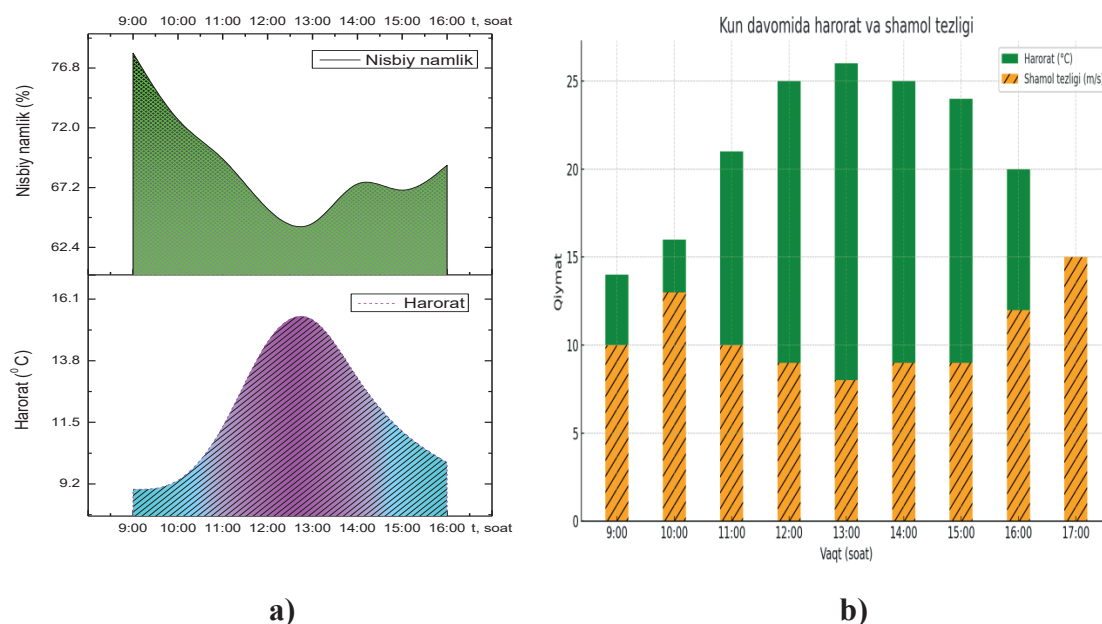 9:00 10:00 11:00 12:00 13:00 14:00 15:00 16:00 t, soat
Nisbiy namlik
Nisbiy namlik (%)
76.8
72.0
67.2
62.4
Harorat
Harorat (⁰C)
16.1
13.8
11.5
9.2
9:00 10:00 11:00 12:00 13:00 14:00 15:00 16:00 t, soat
a)
Kun davomida harorat va shamol tezligi
Harorat (°C)
Shamol tezligi (m/s)
Qiymat
25
20
15
10
5
0
9:00 10:00 11:00 12:00 13:00 14:00 15:00 16:00 17:00
Vaqt (soat)
b)